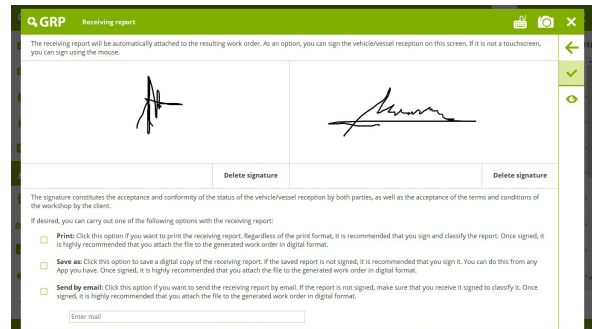 GRP Receiving report
The receiving report will be automatically attached to the resulting work order. As an option, you can sign the vehicle/vessel reception on this screen. If it is not a touchscreen,
you can sign using the mouse.
Delete signature Delete signature
The signature constitutes the acceptance and conformity of the status of the vehicle/vessel reception by both parties, as well as the acceptance of the terms and conditions of
the workshop by the client.
If desired, you can carry out one of the following options with the receiving report:
Print: Click this option if you want to print the receiving report. Regardless of the print format, it is recommended that you sign and classify the report. Once signed, it
is highly recommended that you attach the file to the generated work order in digital format.
Save as: Click this option to save a digital copy of the receiving report. If the saved report is not signed, it is recommended that you sign it. You can do this from any
App you have. Once signed, it is highly recommended that you attach the file to the generated work order in digital format.
Send by email: Click this option if you want to send the receiving report by email. If the report is not signed, make sure that you receive it signed to classify it. Once
signed, it is highly recommended that you attach the file to the generated work order in digital format.
Enter mail